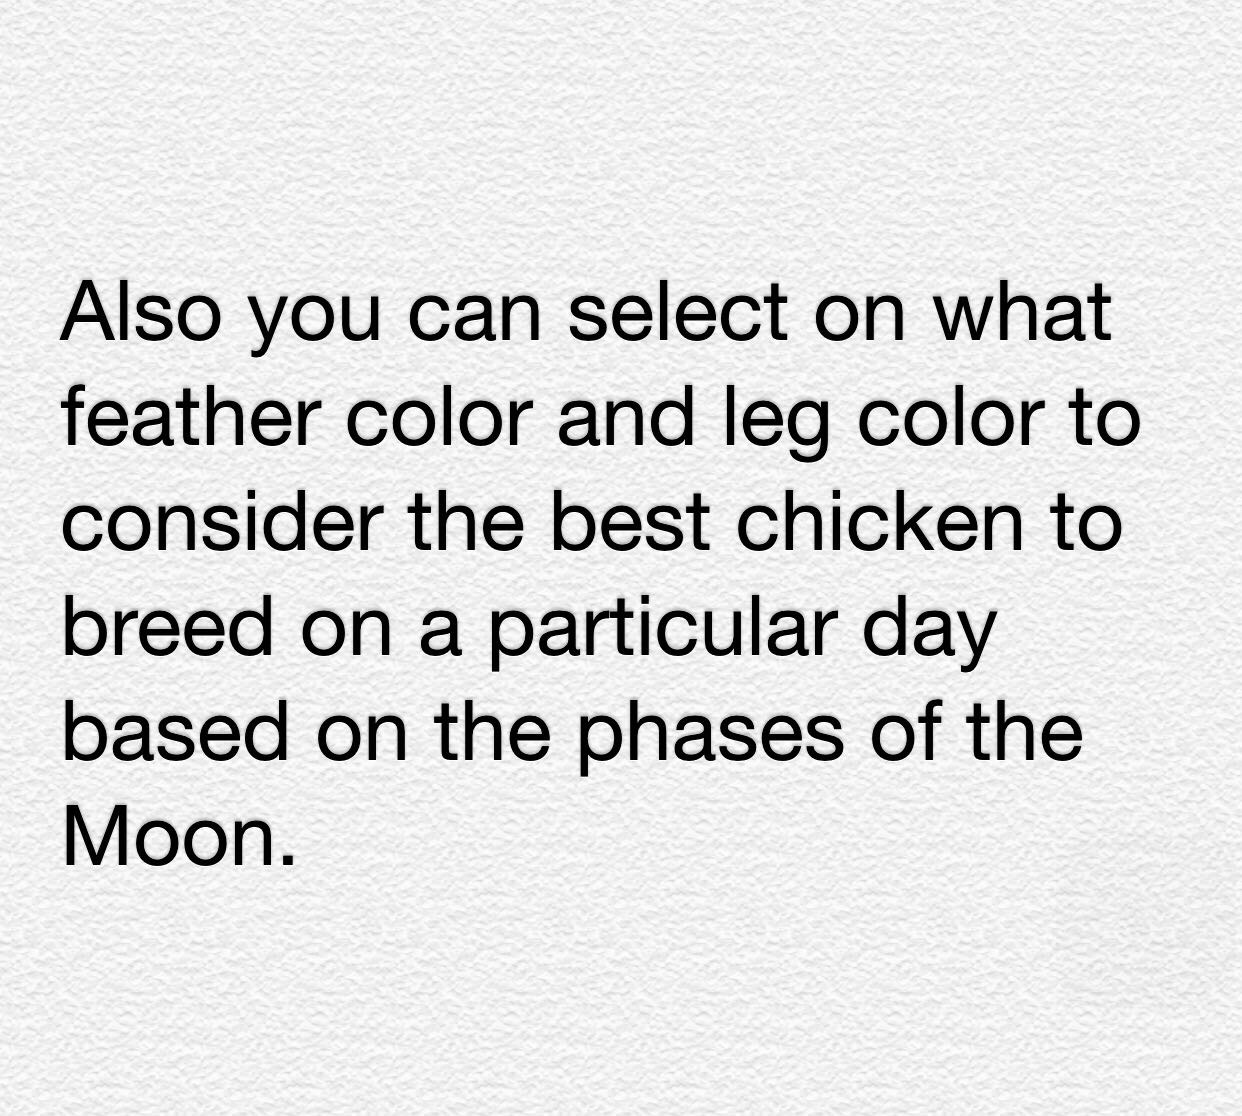 Also you can select on what
feather color and leg color to
consider the best chicken to
breed on a particular day
based on the phases of the
Moon.